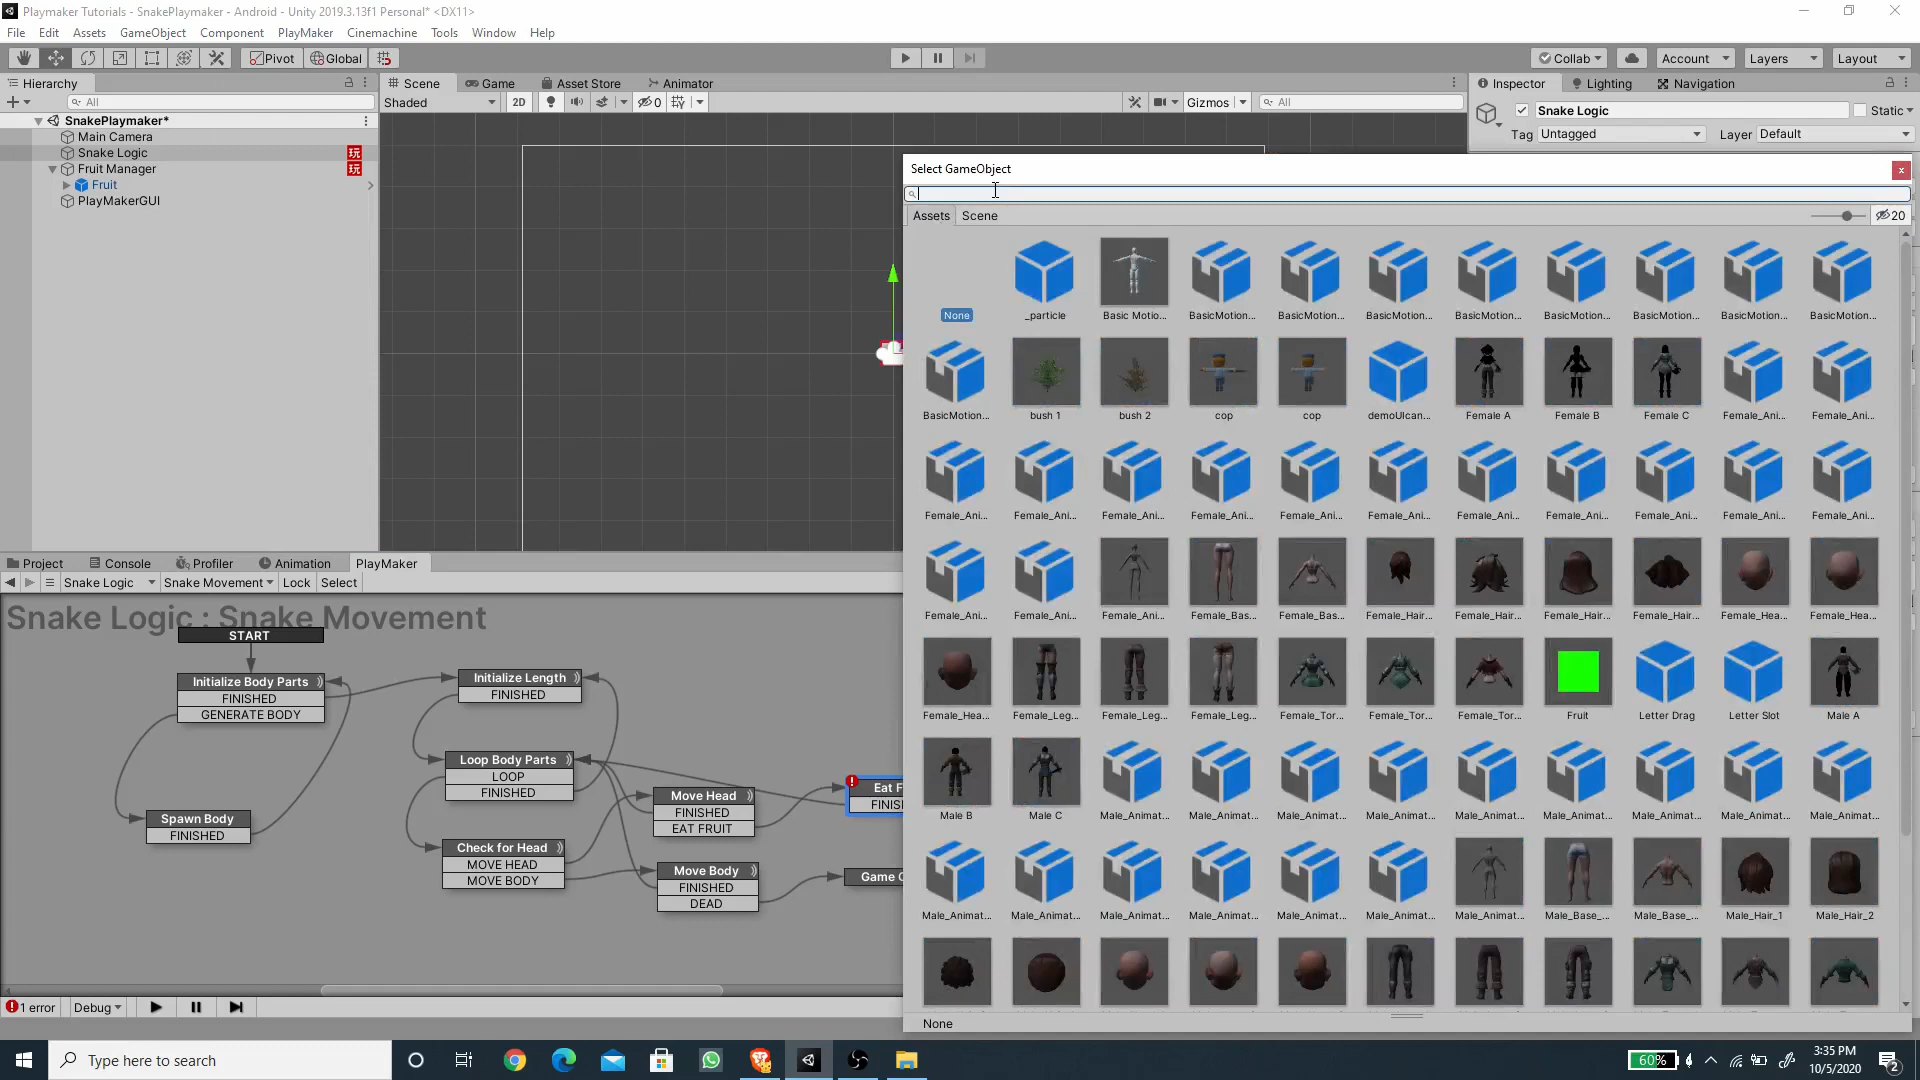 Playmaker Tutorials - SnakePlaymaker - Android - Unity 2019.3.13f1 Personal* <DX11>
File Edit Assets GameObject Component PlayMaker Cinemachine Tools Window Help
Pivot Global Collab Account Layers Layout
Hierarchy
All
SnakePlaymaker*
Main Camera
Snake Logic 玩
Fruit Manager 玩
Fruit
PlayMakerGUI
Scene Game Asset Store Animator
Shaded 2D 0 Gizmos All
Inspector Lighting Navigation
Snake Logic Static
Tag Untagged Layer Default
Select GameObject
Assets Scene 20
None _particle Basic Motio... BasicMotion... BasicMotion... BasicMotion... BasicMotion... BasicMotion... BasicMotion... BasicMotion... BasicMotion...
BasicMotion... bush 1 bush 2 cop cop demoUIcan... Female A Female B Female C Female_Ani... Female_Ani...
Female_Ani... Female_Ani... Female_Ani... Female_Ani... Female_Ani... Female_Ani... Female_Ani... Female_Ani... Female_Ani... Female_Ani... Female_Ani...
Female_Ani... Female_Ani... Female_Ani... Female_Bas... Female_Bas... Female_Hair... Female_Hair... Female_Hair... Female_Hair... Female_Hea... Female_Hea...
Female_Hea... Female_Leg... Female_Leg... Female_Leg... Female_Tor... Female_Tor... Female_Tor... Fruit Letter Drag Letter Slot Male A
Male B Male C Male_Animat... Male_Animat... Male_Animat... Male_Animat... Male_Animat... Male_Animat... Male_Animat... Male_Animat... Male_Animat...
Male_Animat... Male_Animat... Male_Animat... Male_Animat... Male_Animat... Male_Animat... Male_Animat... Male_Base_... Male_Base_... Male_Hair_1 Male_Hair_2
None
Project Console Profiler Animation PlayMaker
Snake Logic Snake Movement Lock Select
Snake Logic : Snake Movement
START
Initialize Body Parts
FINISHED
GENERATE BODY
Spawn Body
FINISHED
Initialize Length
FINISHED
Loop Body Parts
LOOP
FINISHED
Check for Head
MOVE HEAD
MOVE BODY
Move Head
FINISHED
EAT FRUIT
Move Body
FINISHED
DEAD
Eat F
FINIS
Game
1 error Debug
Type here to search
60%
3:35 PM
10/5/2020
2